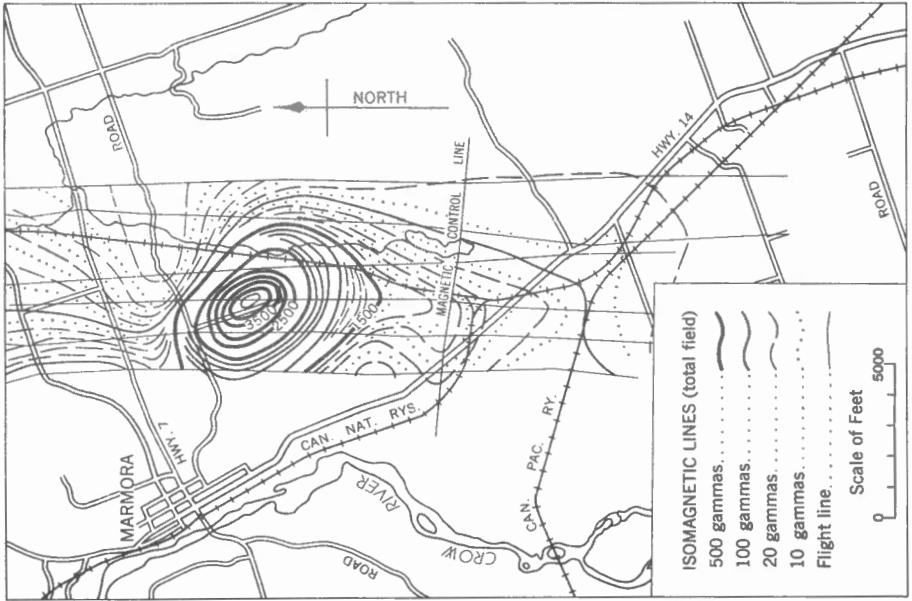 ROAD
NORTH
MAGNETIC CONTROL LINE
HWY. 14
ROAD
3500
2500
1500
MARMORA
HWY. 7
CAN. NAT. RYS.
CROW RIVER
ROAD
CAN. PAC. RY.
ISOMAGNETIC LINES (total field)
500 gammas
100 gammas
20 gammas
10 gammas
Flight line
Scale of Feet
0 5000